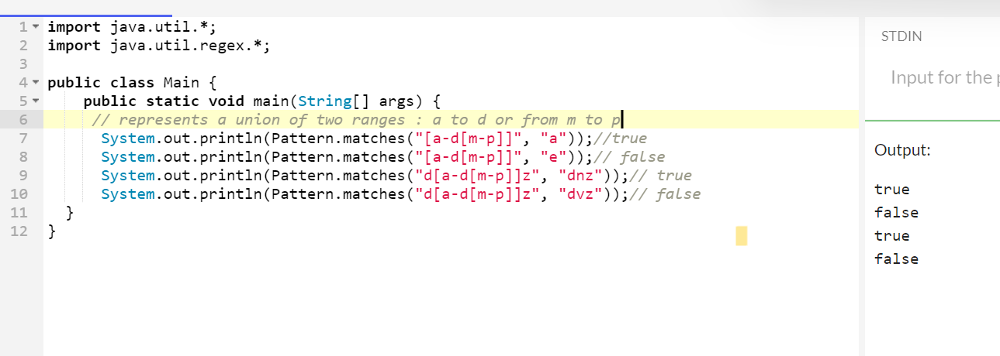 1 import java.util.*;
2 import java.util.regex.*;
3
4 public class Main {
5     public static void main(String[] args) {
6      // represents a union of two ranges : a to d or from m to p
7       System.out.println(Pattern.matches("[a-d[m-p]]", "a"));//true
8       System.out.println(Pattern.matches("[a-d[m-p]]", "e"));// false
9       System.out.println(Pattern.matches("d[a-d[m-p]]z", "dnz"));// true
10       System.out.println(Pattern.matches("d[a-d[m-p]]z", "dvz"));// false
11   }
12 }
STDIN
Input for the
Output:
true
false
true
false